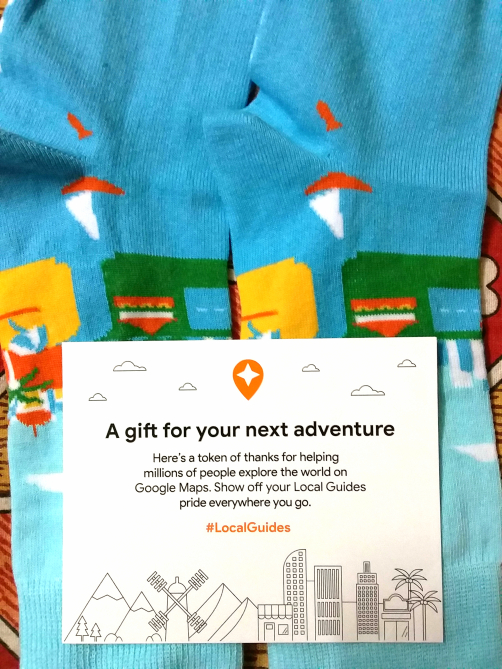 A gift for your next adventure
Here's a token of thanks for helping
millions of people explore the world on
Google Maps. Show off your Local Guides
pride everywhere you go.
#LocalGuides